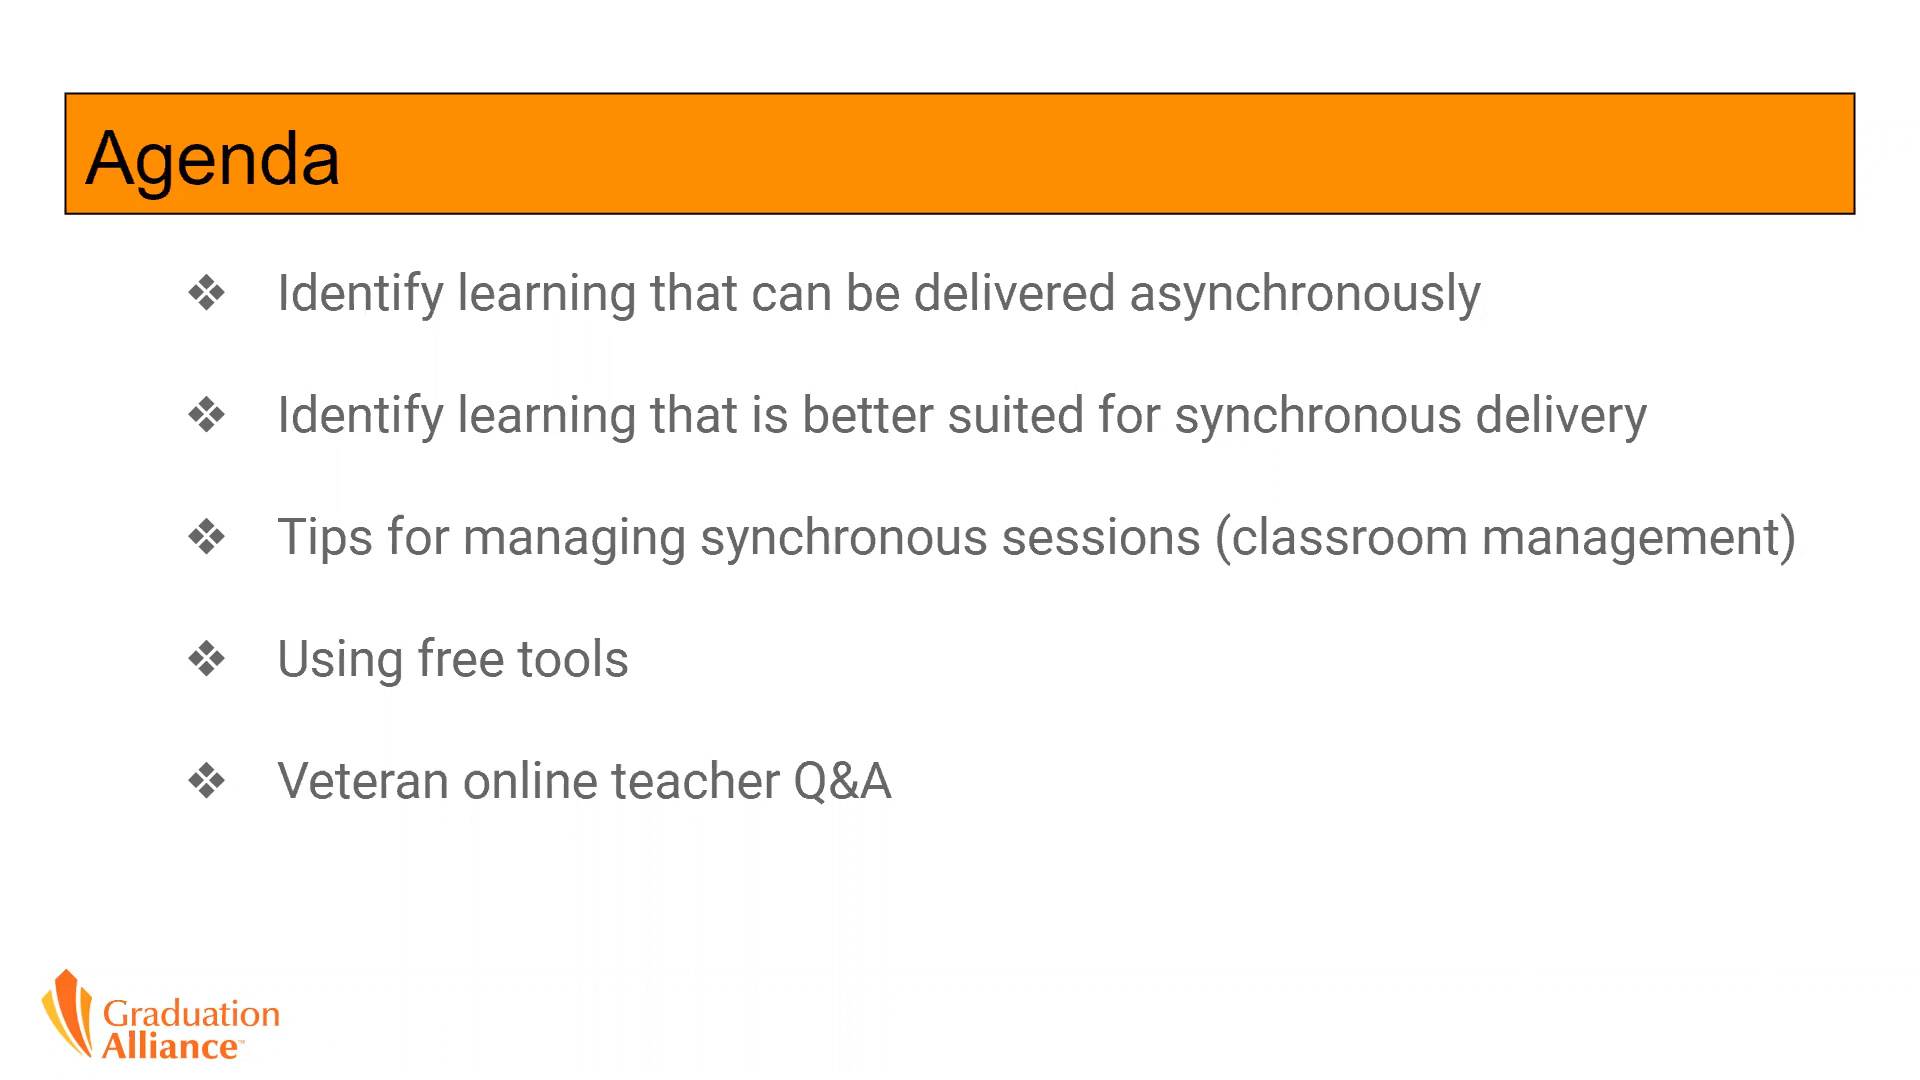 Agenda
❖ Identify learning that can be delivered asynchronously
❖ Identify learning that is better suited for synchronous delivery
❖ Tips for managing synchronous sessions (classroom management)
❖ Using free tools
❖ Veteran online teacher Q&A
Graduation
Alliance™